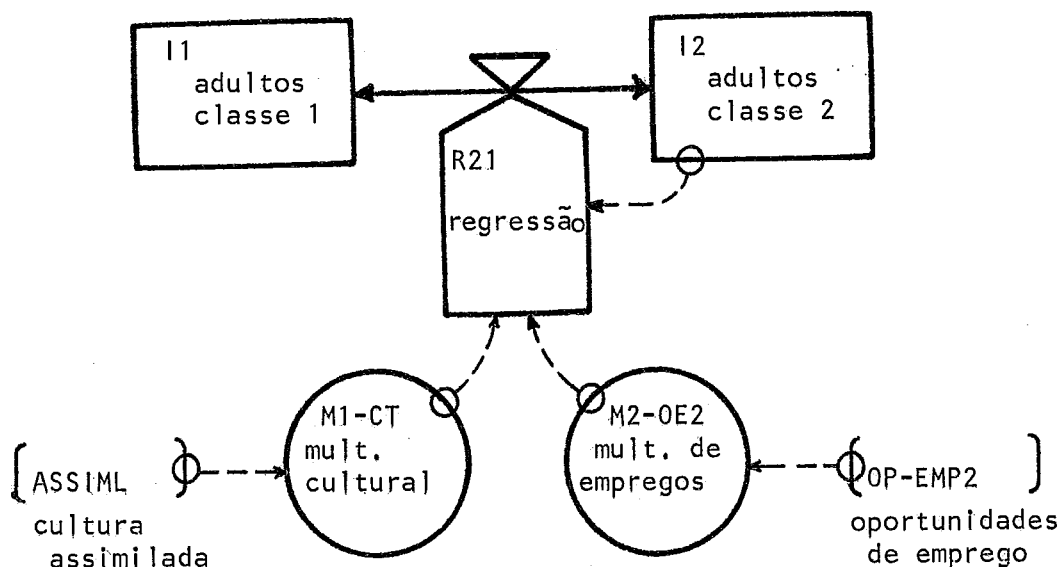 I1
adultos
classe 1
I2
adultos
classe 2
R21
regressão
M1-CT
mult.
cultural
M2-OE2
mult. de
empregos
ASSIML
cultura
assimilada
OP-EMP2
oportunidades
de emprego